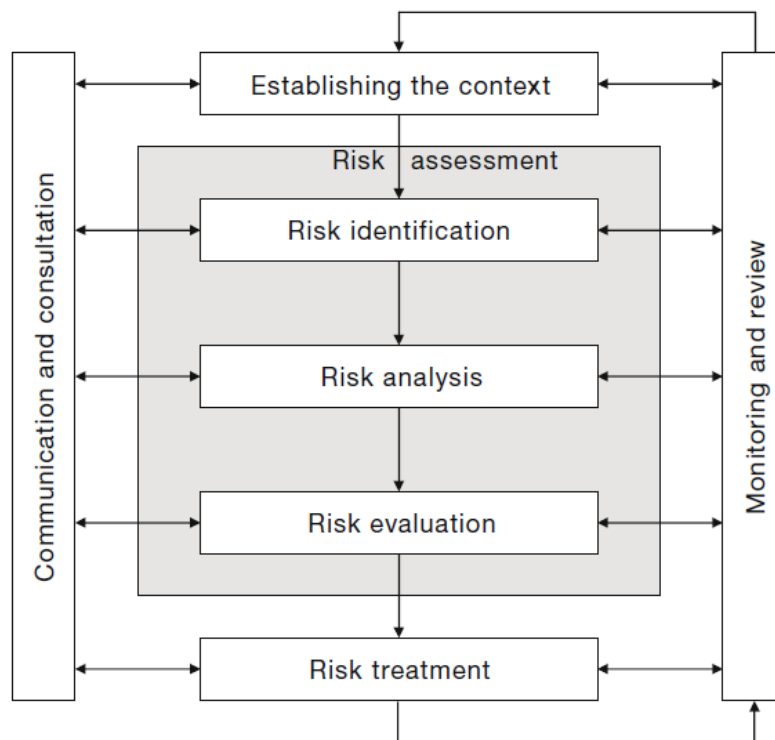 Establishing the context
Risk assessment
Risk identification
Risk analysis
Risk evaluation
Risk treatment
Communication and consultation
Monitoring and review